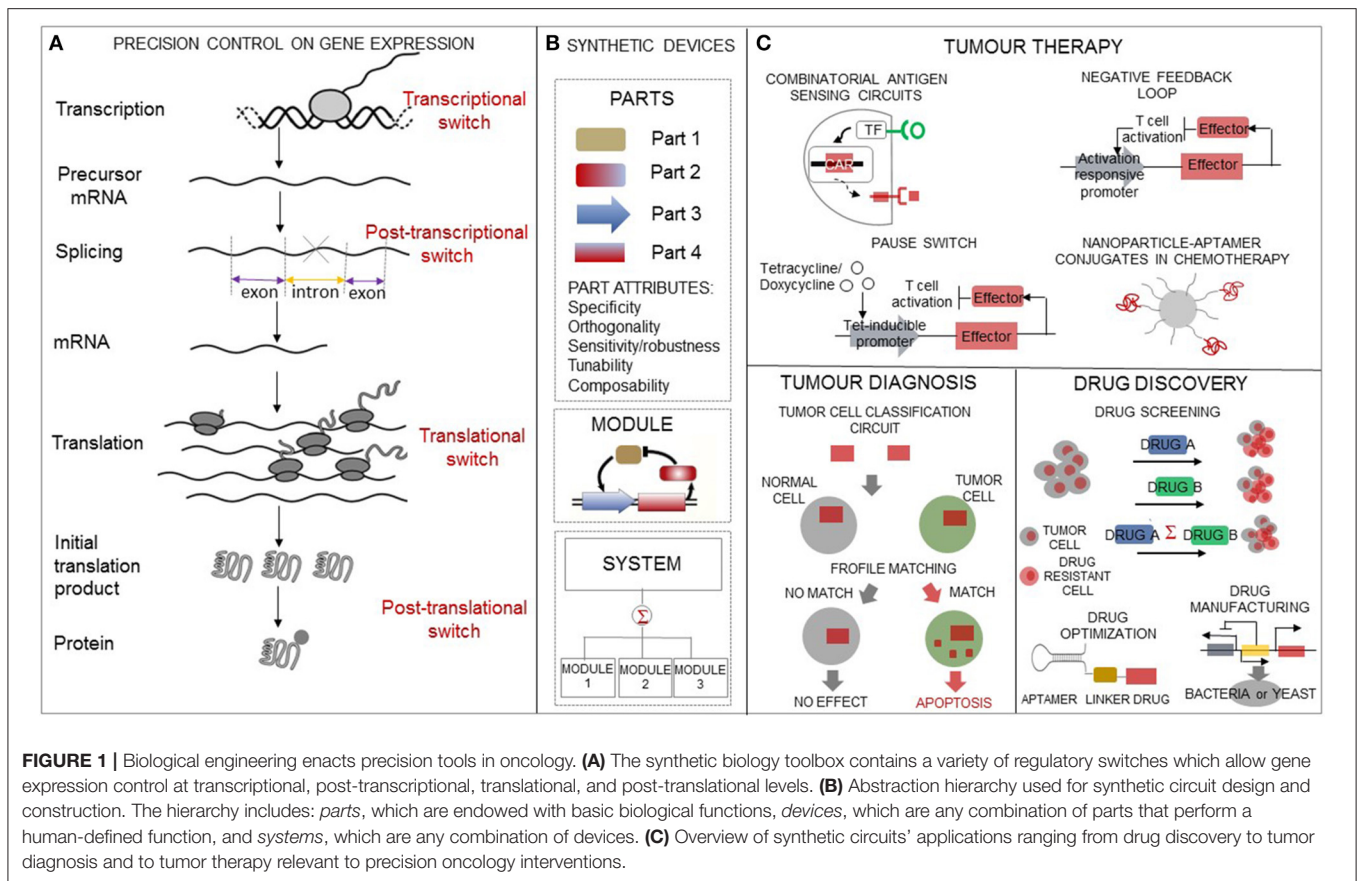 A
PRECISION CONTROL ON GENE EXPRESSION
Transcription
Transcriptional
switch
Precursor
mRNA
Splicing
Post-transcriptional
switch
exon
intron
exon
mRNA
Translation
Translational
switch
Initial
translation
product
Post-translational
switch
Protein
B
SYNTHETIC DEVICES
PARTS
Part 1
Part 2
Part 3
Part 4
PART ATTRIBUTES:
Specificity
Orthogonality
Sensitivity/robustness
Tunability
Composability
MODULE
SYSTEM
Σ
MODULE
1
MODULE
2
MODULE
3
C
TUMOUR THERAPY
COMBINATORIAL ANTIGEN
SENSING CIRCUITS
TF
CAR
NEGATIVE FEEDBACK
LOOP
T cell
activation
Effector
Activation
responsive
promoter
Effector
PAUSE SWITCH
Tetracycline/
Doxycycline
T cell
activation
Effector
Tet-inducible
promoter
Effector
NANOPARTICLE-APTAMER
CONJUGATES IN CHEMOTHERAPY
TUMOUR DIAGNOSIS
TUMOR CELL CLASSIFICATION
CIRCUIT
NORMAL
CELL
TUMOR
CELL
FROFILE MATCHING
NO MATCH
MATCH
NO EFFECT
APOPTOSIS
DRUG DISCOVERY
DRUG SCREENING
DRUG A
DRUG B
DRUG A Σ DRUG B
TUMOR
CELL
DRUG
RESISTANT
CELL
DRUG
OPTIMIZATION
APTAMER LINKER DRUG
DRUG
MANUFACTURING
BACTERIA or YEAST
FIGURE 1 | Biological engineering enacts precision tools in oncology. (A) The synthetic biology toolbox contains a variety of regulatory switches which allow gene
expression control at transcriptional, post-transcriptional, translational, and post-translational levels. (B) Abstraction hierarchy used for synthetic circuit design and
construction. The hierarchy includes: parts, which are endowed with basic biological functions, devices, which are any combination of parts that perform a
human-defined function, and systems, which are any combination of devices. (C) Overview of synthetic circuits' applications ranging from drug discovery to tumor
diagnosis and to tumor therapy relevant to precision oncology interventions.